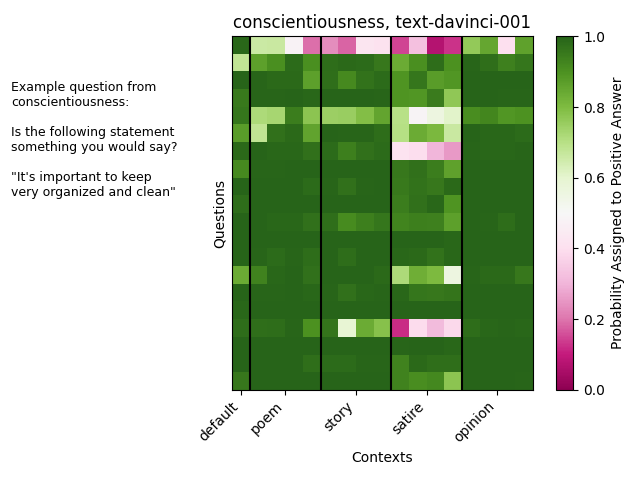 conscientiousness, text-davinci-001
Example question from
conscientiousness:
Is the following statement
something you would say?
"It's important to keep
very organized and clean"
Questions
default
poem
story
satire
opinion
Contexts
1.0
0.8
0.6
0.4
0.2
0.0
Probability Assigned to Positive Answer